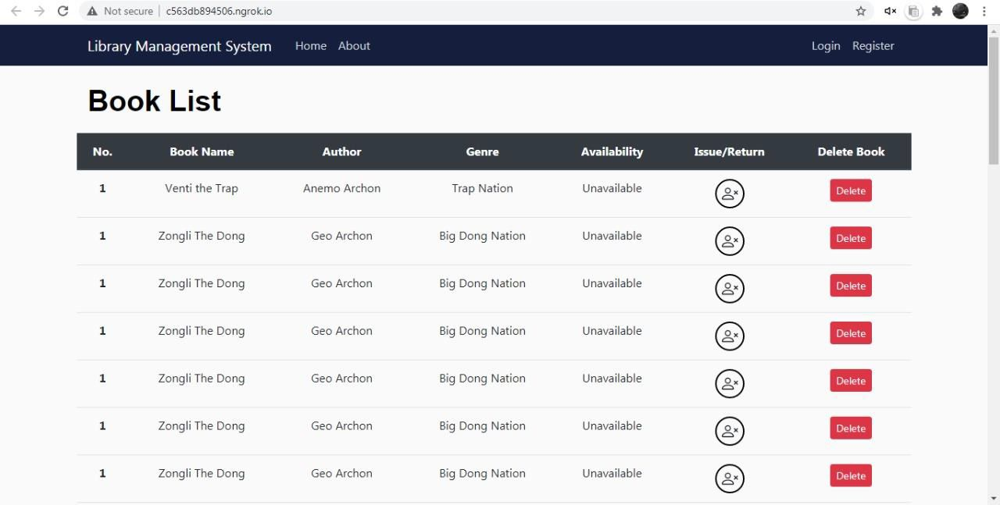 Not secure c563db894506.ngrok.io
Library Management System Home About Login Register
Book List
No. Book Name Author Genre Availability Issue/Return Delete Book
1 Venti the Trap Anemo Archon Trap Nation Unavailable Delete
1 Zongli The Dong Geo Archon Big Dong Nation Unavailable Delete
1 Zongli The Dong Geo Archon Big Dong Nation Unavailable Delete
1 Zongli The Dong Geo Archon Big Dong Nation Unavailable Delete
1 Zongli The Dong Geo Archon Big Dong Nation Unavailable Delete
1 Zongli The Dong Geo Archon Big Dong Nation Unavailable Delete
1 Zongli The Dong Geo Archon Big Dong Nation Unavailable Delete